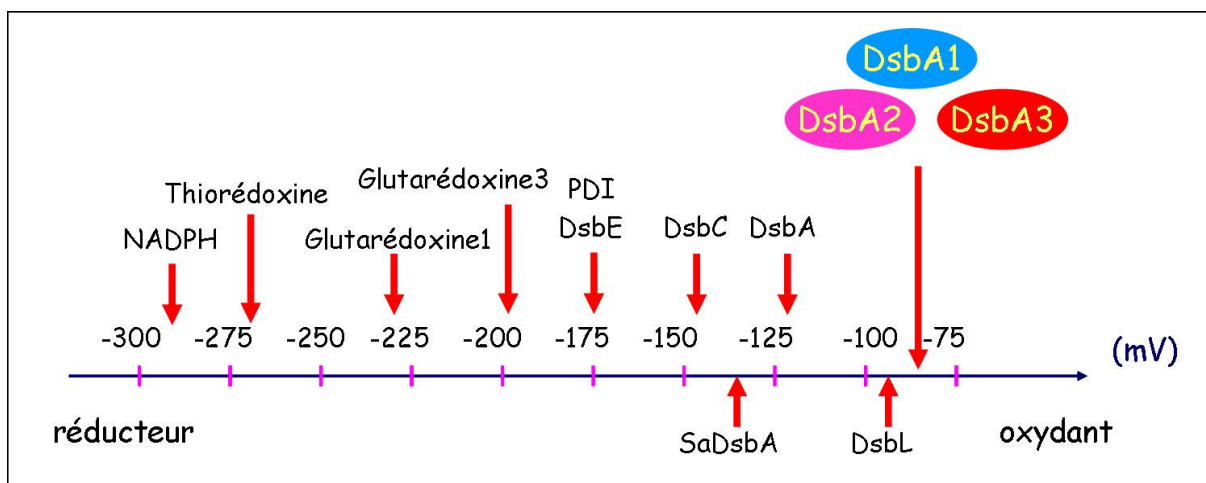 DsbA1
DsbA2 DsbA3
Glutarédoxine3 PDI
Thiorédoxine
NADPH Glutarédoxine1 DsbE DsbC DsbA
-300 -275 -250 -225 -200 -175 -150 -125 -100 -75 (mV)
réducteur SaDsbA DsbL oxydant